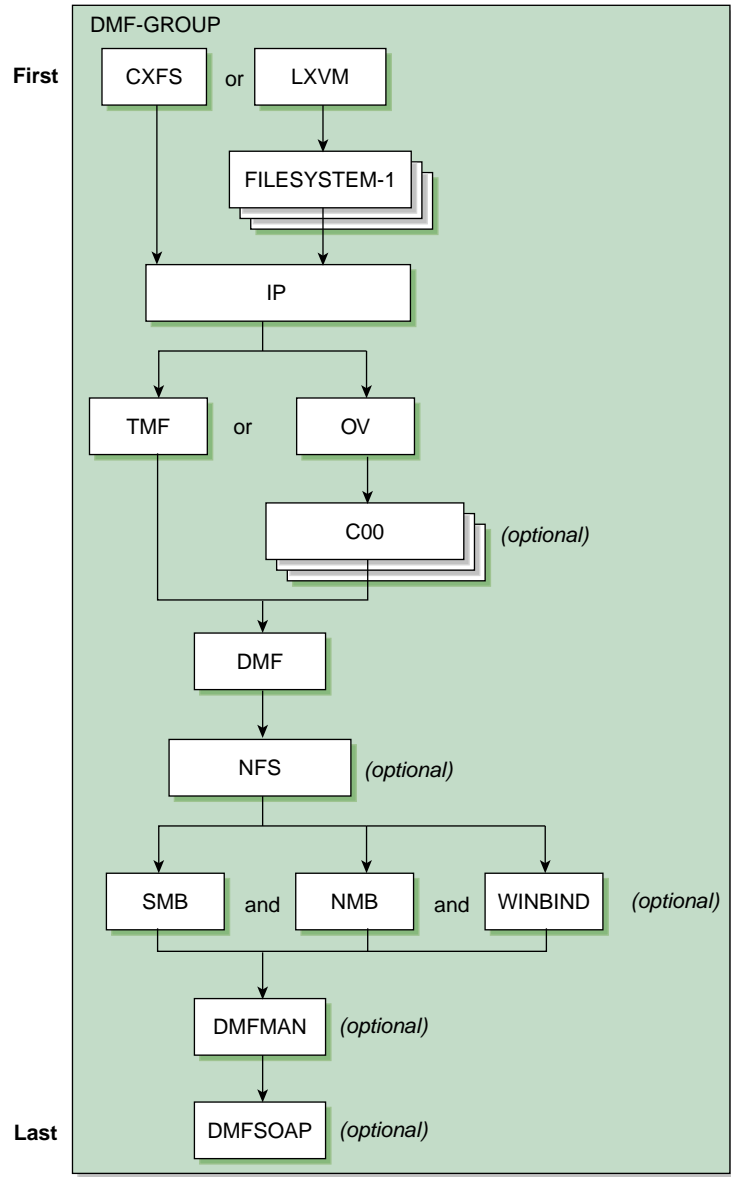 DMF-GROUP
First
CXFS or LXVM
FILESYSTEM-1
IP
TMF or OV
C00 (optional)
DMF
NFS (optional)
SMB and NMB and WINBIND (optional)
DMFMAN (optional)
Last
DMFSOAP (optional)